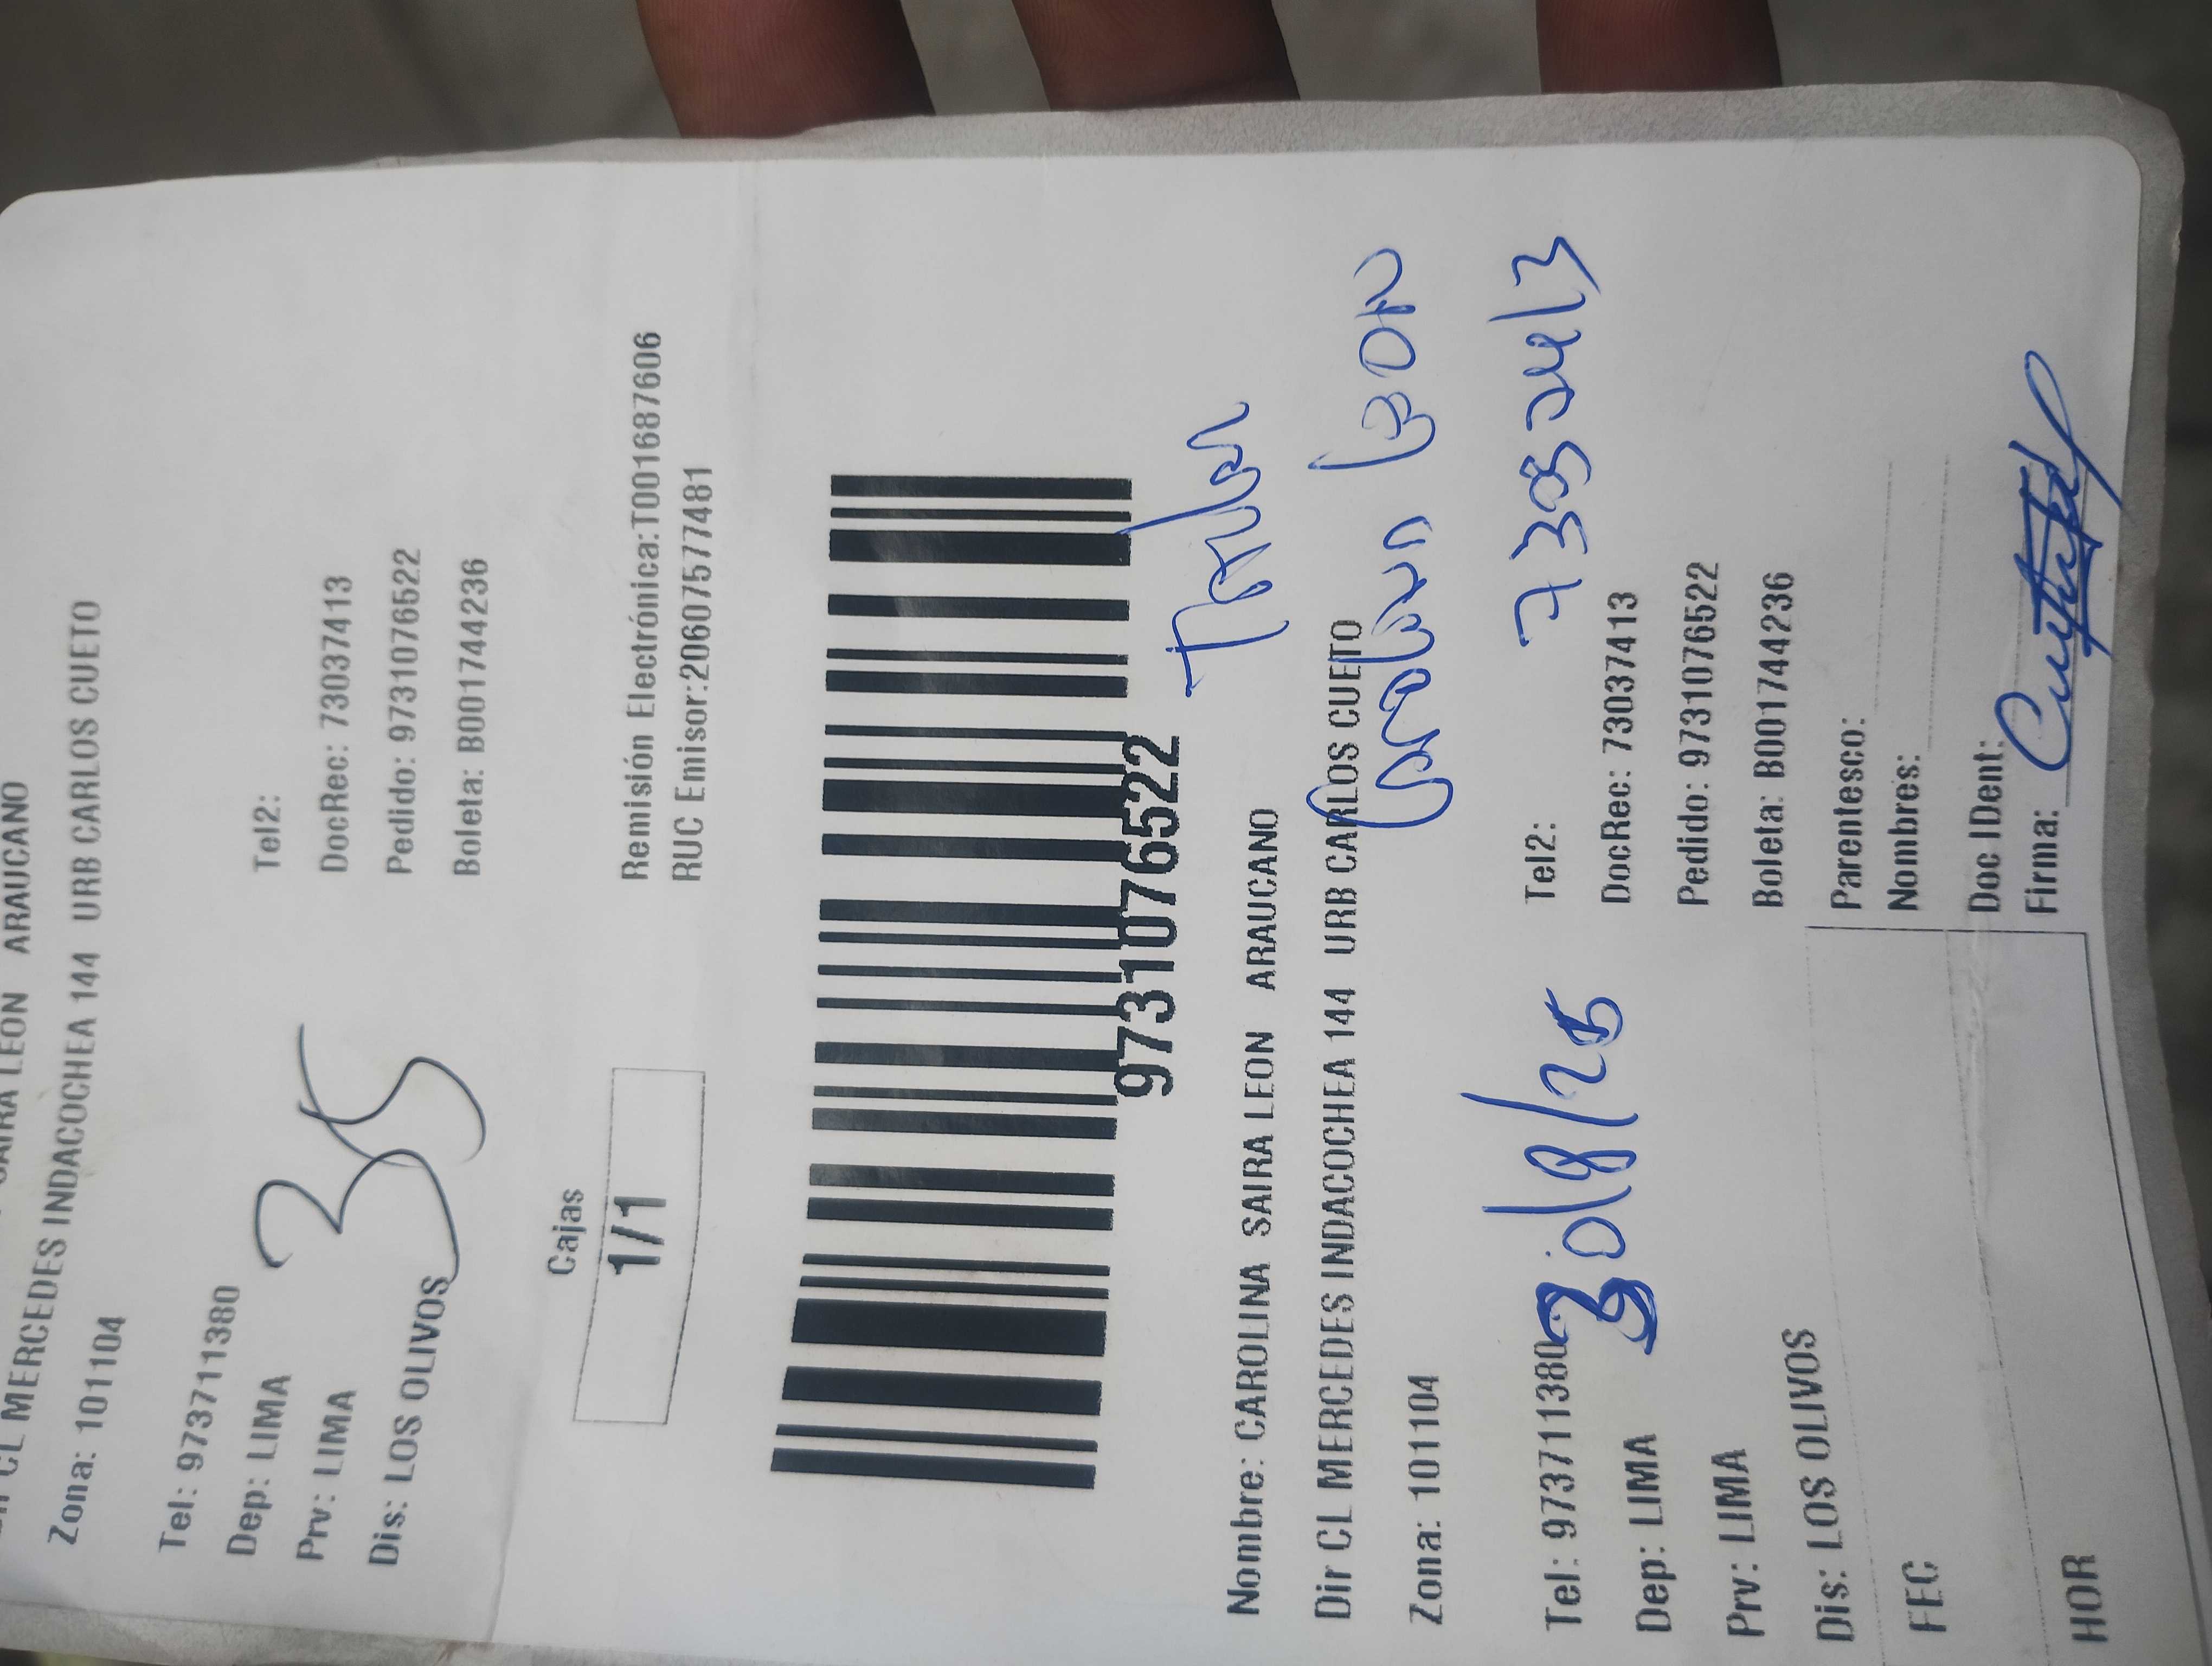 SAIRA LEON ARAUCANO
CL MERCEDES INDACOCHEA 144 URB CARLOS CUETO
Zona: 101104
Tel: 973711380 Tel2:
Dep: LIMA DocRec: 73037413
Prv: LIMA Pedido: 9731076522
Dis: LOS OLIVOS Boleta: B001744236
35
Cajas
1/1
Remisión Electrónica:T001687606
RUC Emisor:20607577481
9731076522
Nombre: CAROLINA SAIRA LEON ARAUCANO
Dir CL MERCEDES INDACOCHEA 144 URB CARLOS CUETO
Carolina León
Zona: 101104
Tel: 973711380 Tel2:
Dep: LIMA DocRec: 73037413
Prv: LIMA Pedido: 9731076522
Dis: LOS OLIVOS Boleta: B001744236
FEC Parentesco:
Nombres:
HOR Doc IDent:
Firma: